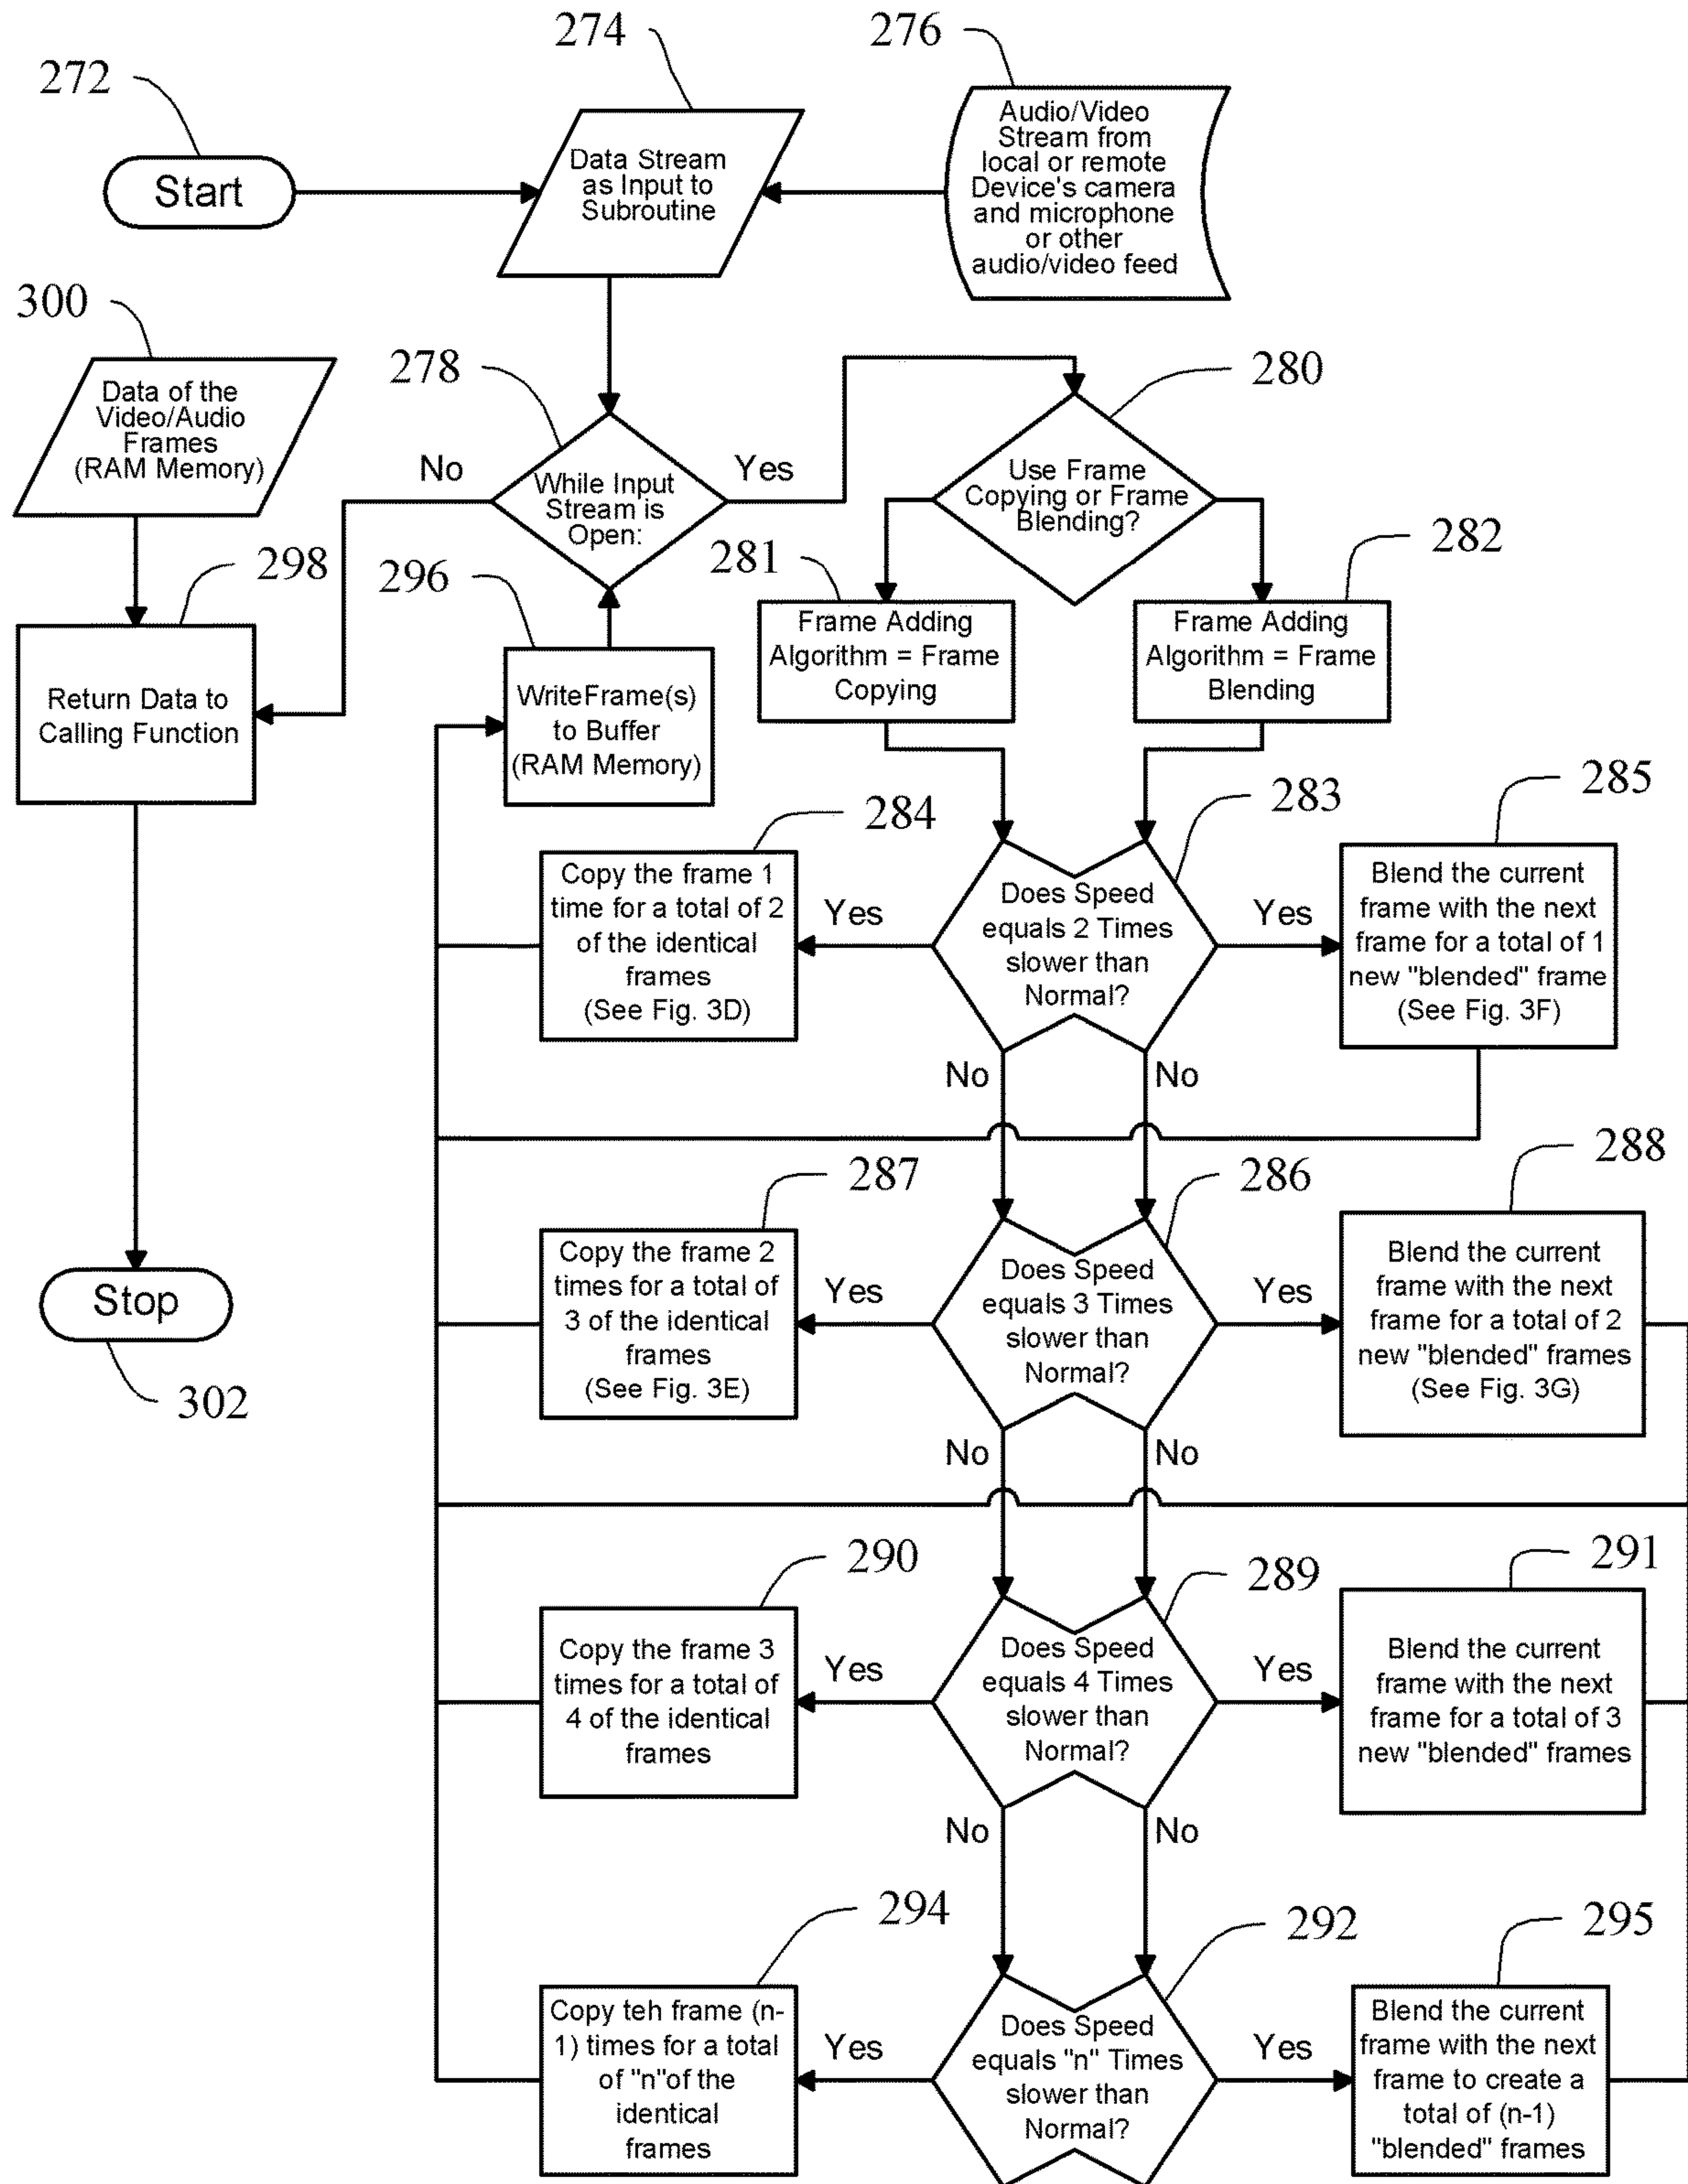 274
276
272
Start
Data Stream
as Input to
Subroutine
Audio/Video
Stream from
local or remote
Device's camera
and microphone
or other
audio/video feed
300
Data of the
Video/Audio
Frames
(RAM Memory)
278
No
Yes
While Input
Stream is
Open:
280
Use Frame
Copying or Frame
Blending?
298
Return Data to
Calling Function
296
WriteFrame(s)
to Buffer
(RAM Memory)
281
Frame Adding
Algorithm = Frame
Copying
282
Frame Adding
Algorithm = Frame
Blending
284
Copy the frame 1
time for a total of 2
of the identical
frames
(See Fig. 3D)
Yes
283
Does Speed
equals 2 Times
slower than
Normal?
Yes
285
Blend the current
frame with the next
frame for a total of 1
new "blended" frame
(See Fig. 3F)
No
No
Stop
302
287
Copy the frame 2
times for a total of
3 of the identical
frames
(See Fig. 3E)
Yes
286
Does Speed
equals 3 Times
slower than
Normal?
Yes
288
Blend the current
frame with the next
frame for a total of 2
new "blended" frames
(See Fig. 3G)
No
No
290
Copy the frame 3
times for a total of
4 of the identical
frames
Yes
289
Does Speed
equals 4 Times
slower than
Normal?
Yes
291
Blend the current
frame with the next
frame for a total of 3
new "blended" frames
No
No
294
Copy teh frame (n-
1) times for a total
of "n"of the
identical
frames
Yes
292
Does Speed
equals "n" Times
slower than
Normal?
Yes
295
Blend the current
frame with the next
frame to create a
total of (n-1)
"blended" frames